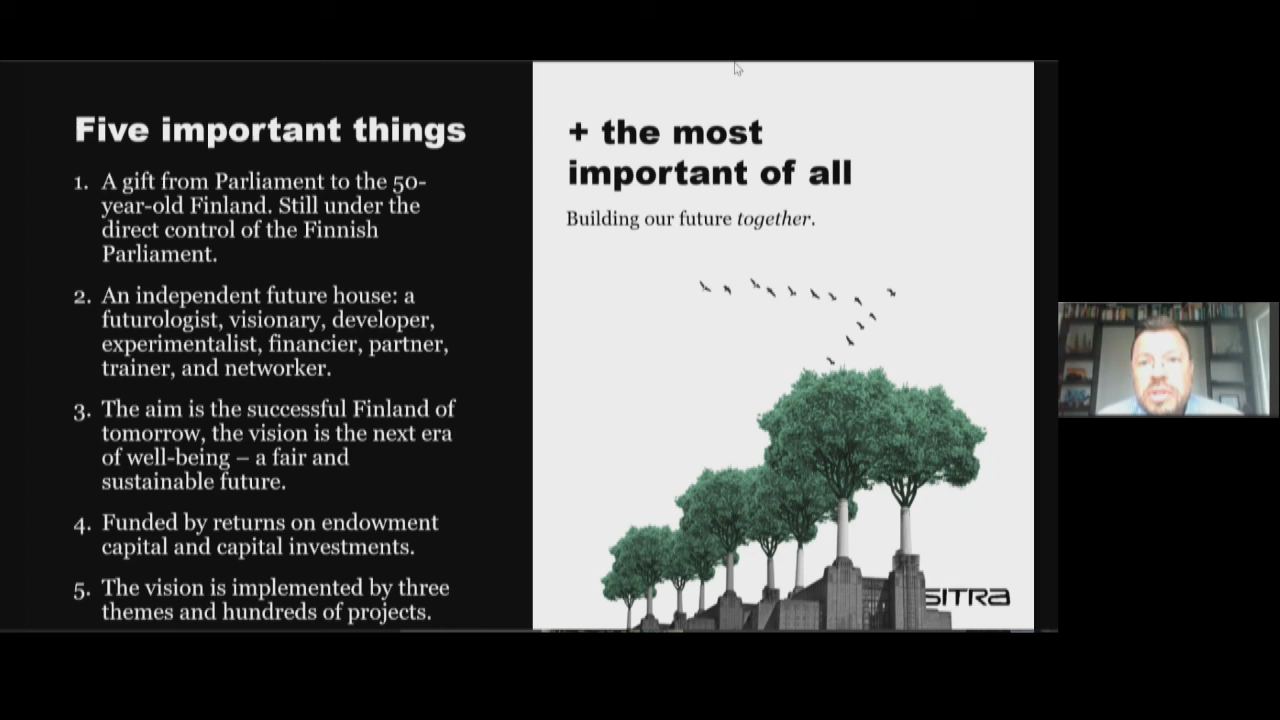 Five important things
1. A gift from Parliament to the 50-
year-old Finland. Still under the
direct control of the Finnish
Parliament.
2. An independent future house: a
futurologist, visionary, developer,
experimentalist, financier, partner,
trainer, and networker.
3. The aim is the successful Finland of
tomorrow, the vision is the next era
of well-being – a fair and
sustainable future.
4. Funded by returns on endowment
capital and capital investments.
5. The vision is implemented by three
themes and hundreds of projects.
+ the most
important of all
Building our future together.
SITRA